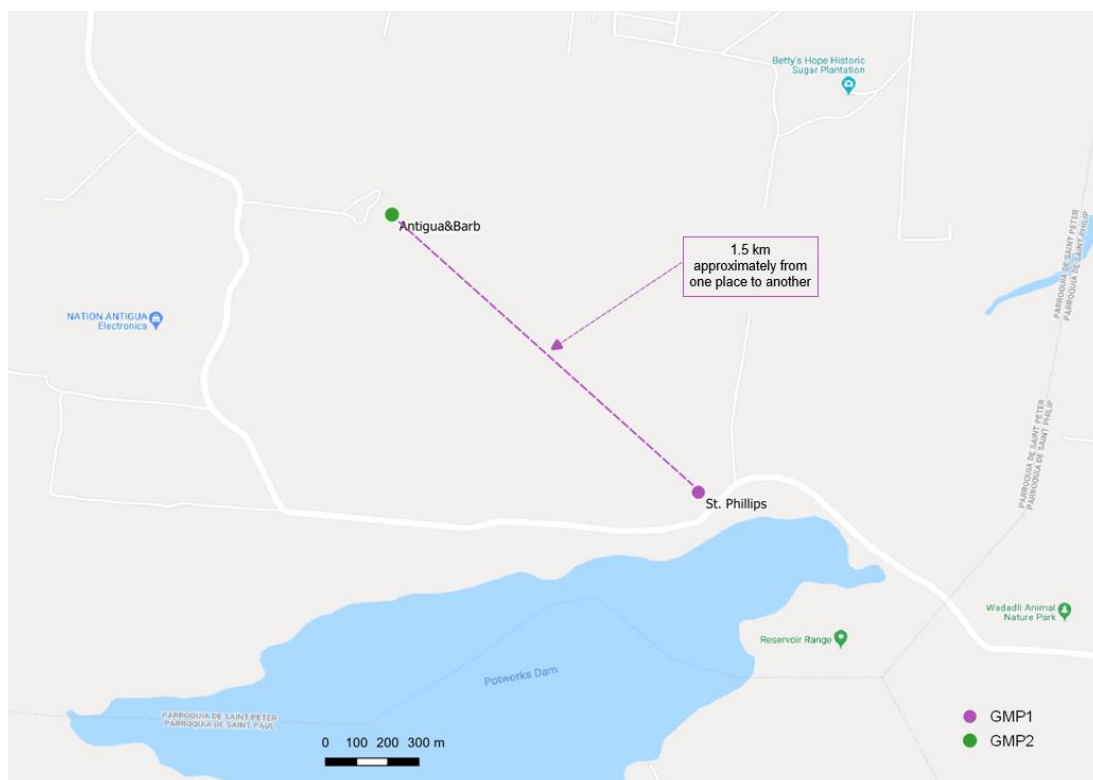 Betty's Hope Historic
Sugar Plantation
Antigua&Barb
1.5 km
approximately from
one place to another
PARROQUIA DE SAINT PETER
PARROQUIA DE SAINT PHILIP
NATION ANTIGUA
Electronics
PARROQUIA DE SAINT PETER
PARROQUIA DE SAINT PHILIP
St. Phillips
Wadadli Animal
Nature Park
Reservoir Range
Potworks Dam
PARROQUIA DE SAINT PETER
PARROQUIA DE SAINT PAUL
0 100 200 300 m
GMP1
GMP2